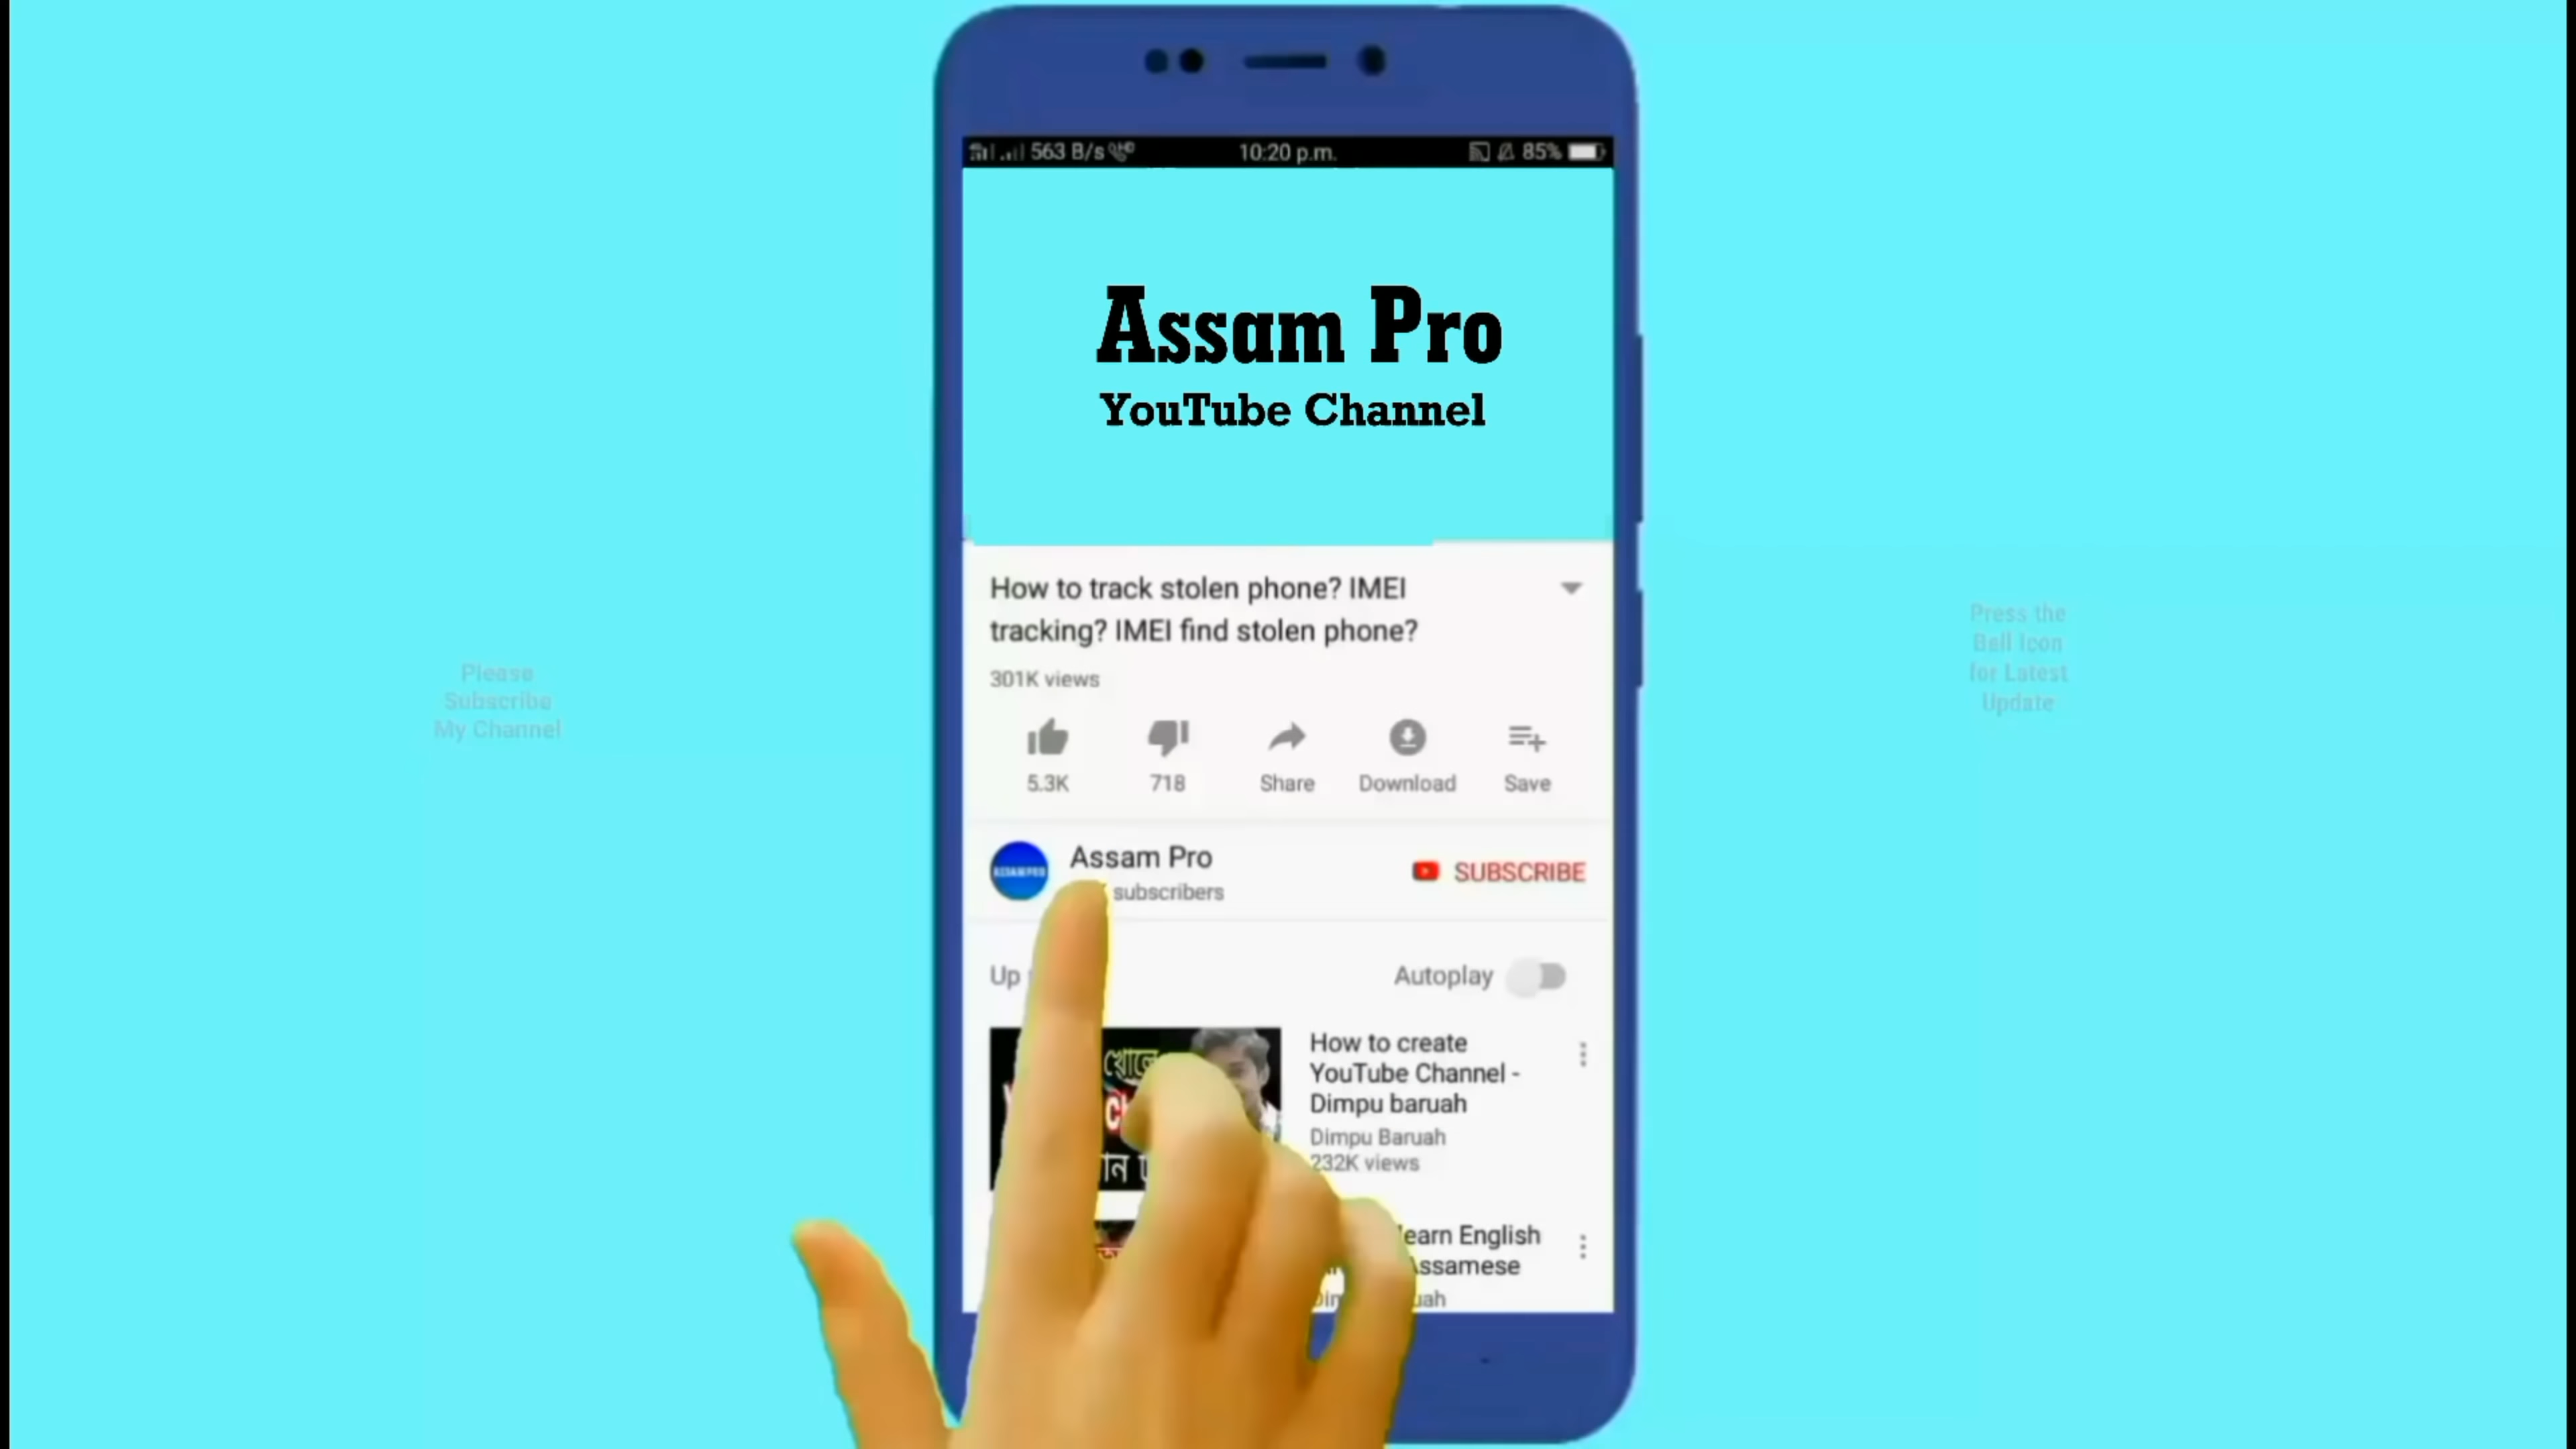 563 B/s
10:20 p.m.
85%
Assam Pro
YouTube Channel
How to track stolen phone? IMEI
tracking? IMEI find stolen phone?
301K views
5.3K
718
Share
Download
Save
ASSAM PRO
Assam Pro
subscribers
SUBSCRIBE
Up
Autoplay
How to create
YouTube Channel -
Dimpu baruah
Dimpu Baruah
232K views
English
Please
Subscribe
My Channel
Press the
Bell Icon
for Latest
Update